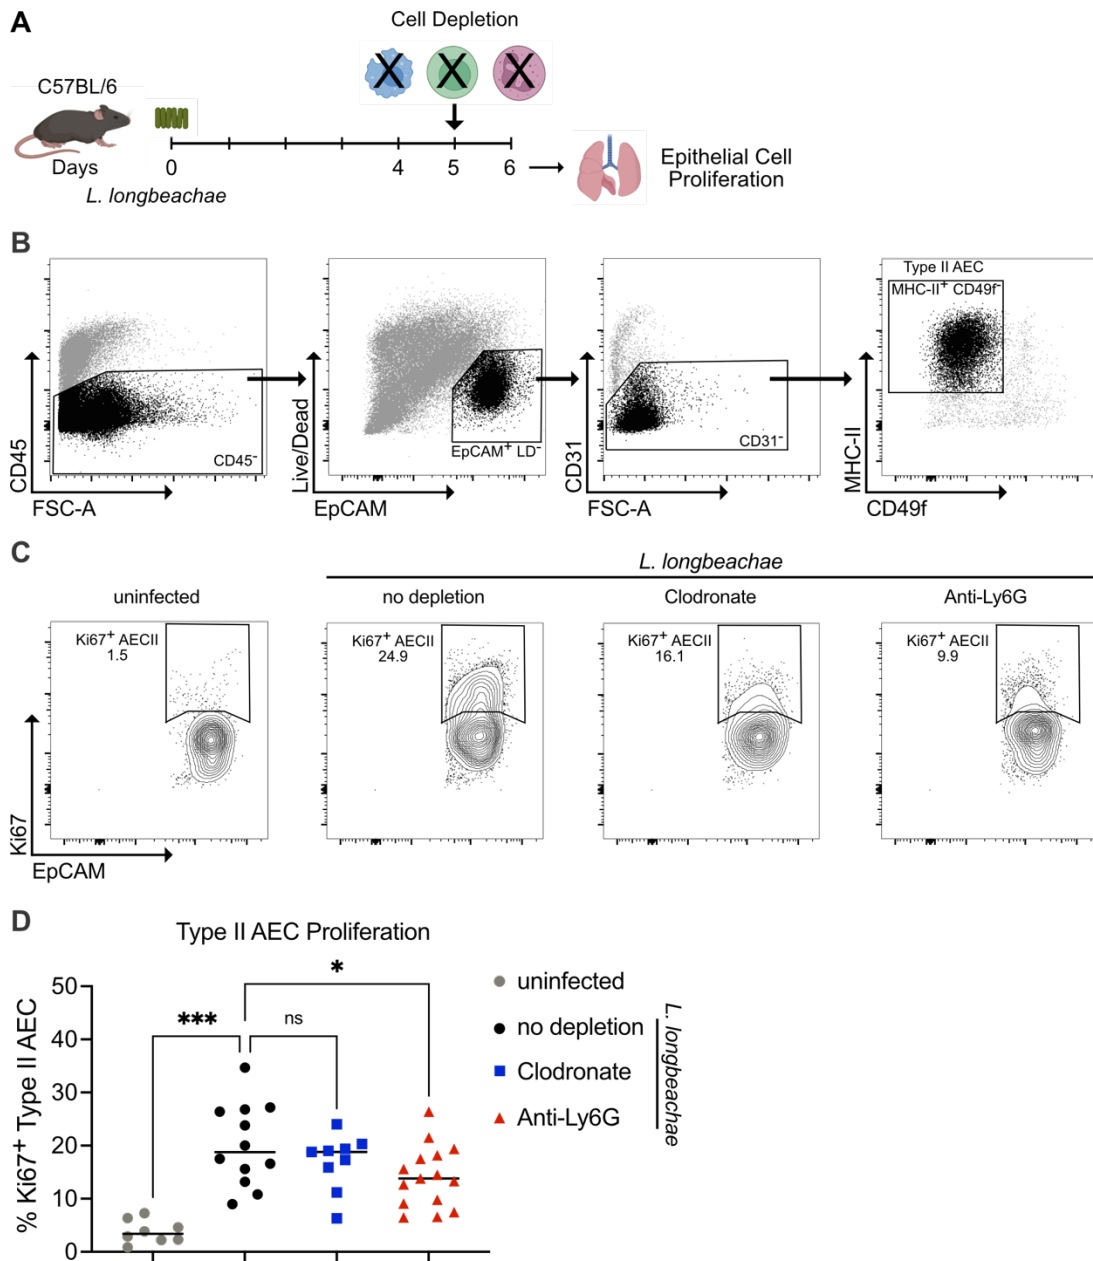 A
Cell Depletion
C57BL/6
X X X
Days
0 4 5 6
L. longbeachae
Epithelial Cell
Proliferation
B
CD45
CD45-
FSC-A
Live/Dead
EpCAM+ LD-
EpCAM
CD31
CD31-
FSC-A
Type II AEC
MHC-II+ CD49f-
MHC-II
CD49f
C
L. longbeachae
uninfected
no depletion
Clodronate
Anti-Ly6G
Ki67+ AECII
1.5
Ki67+ AECII
24.9
Ki67+ AECII
16.1
Ki67+ AECII
9.9
Ki67
EpCAM
D
Type II AEC Proliferation
% Ki67+ Type II AEC
50
40
30
20
10
0
***
ns
*
uninfected
no depletion
Clodronate
Anti-Ly6G
L. longbeachae